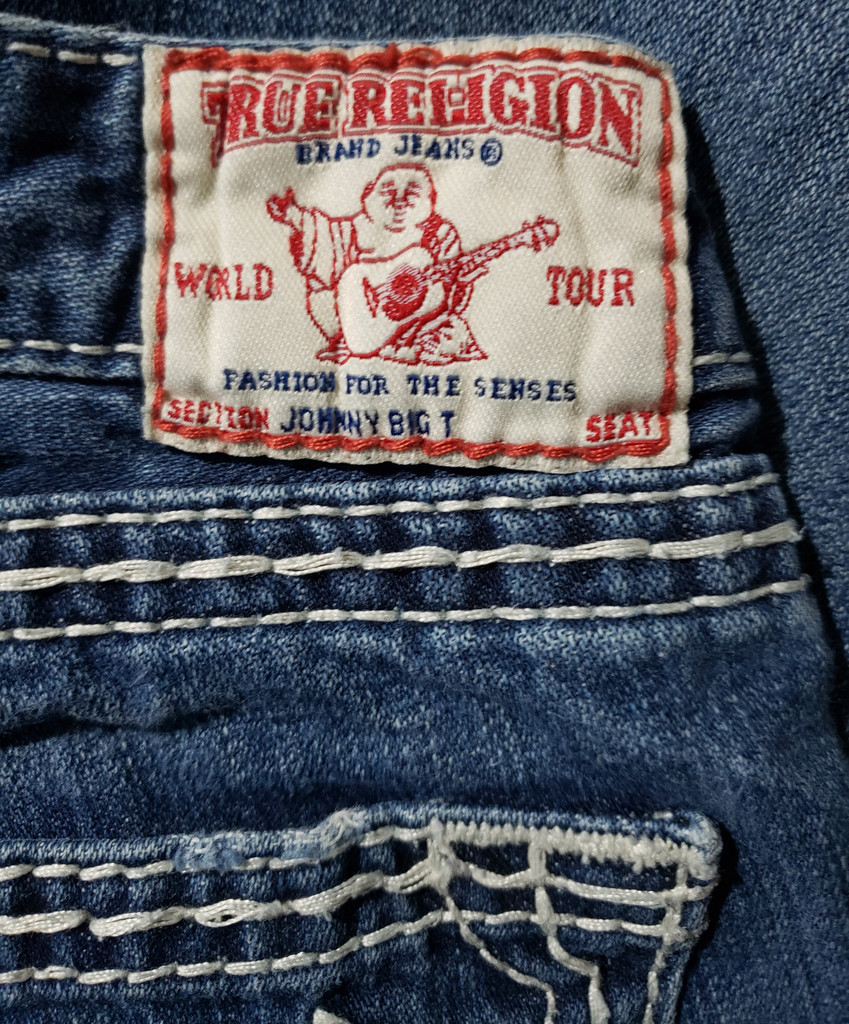 TRUE RELIGION
BRAND JEANS®
WORLD TOUR
FASHION FOR THE SENSES
SECTION JOHNNY BIG T SEAT